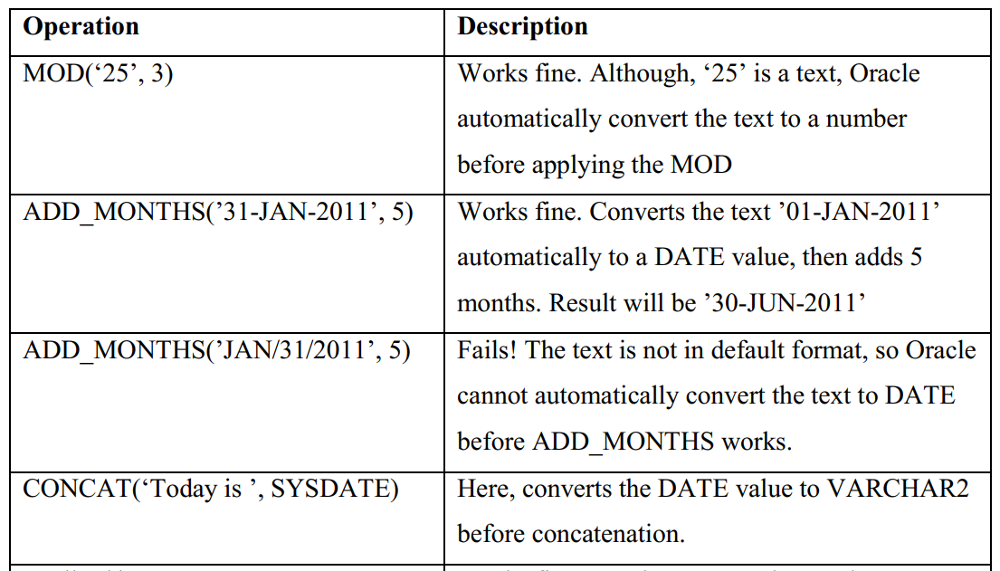 Operation
Description
MOD(‘25’, 3)
Works fine. Although, ‘25’ is a text, Oracle
automatically convert the text to a number
before applying the MOD
ADD_MONTHS(’31-JAN-2011’, 5)
Works fine. Converts the text ’01-JAN-2011’
automatically to a DATE value, then adds 5
months. Result will be ’30-JUN-2011’
ADD_MONTHS(’JAN/31/2011’, 5)
Fails! The text is not in default format, so Oracle
cannot automatically convert the text to DATE
before ADD_MONTHS works.
CONCAT(‘Today is ’, SYSDATE)
Here, converts the DATE value to VARCHAR2
before concatenation.